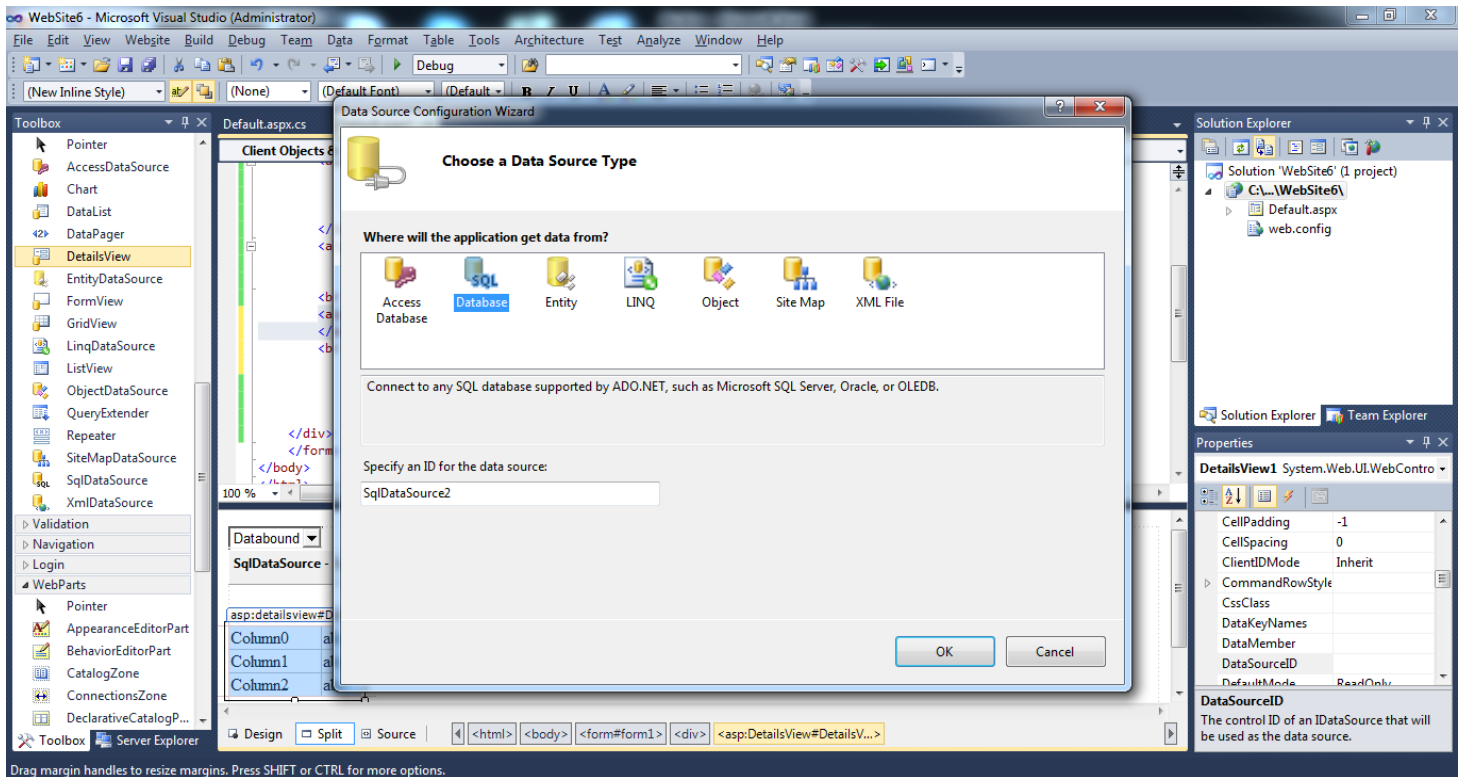 WebSite6 - Microsoft Visual Studio (Administrator)
File Edit View Website Build Debug Team Data Format Table Tools Architecture Test Analyze Window Help
Debug
(New Inline Style) (None) (Default Font) (Default B I U A
Toolbox
Pointer
AccessDataSource
Chart
DataList
DataPager
DetailsView
EntityDataSource
FormView
GridView
LinqDataSource
ListView
ObjectDataSource
QueryExtender
Repeater
SiteMapDataSource
SqlDataSource
XmlDataSource
Validation
Navigation
Login
WebParts
Pointer
AppearanceEditorPart
BehaviorEditorPart
CatalogZone
ConnectionsZone
DeclarativeCatalogP...
Toolbox Server Explorer
Default.aspx.cs
Client Objects &
</
<a
<b
<a
</
<b
</div>
</form
</body>
100 %
Databound
SqlDataSource -
asp:detailsview#D
Column0
Column1
Column2
Design Split Source <html> <body> <form#form1> <div> <asp:DetailsView#DetailsV...>
Data Source Configuration Wizard
Choose a Data Source Type
Where will the application get data from?
Access Database
SQL
Database
Entity
LINQ
Object
Site Map
XML File
Connect to any SQL database supported by ADO.NET, such as Microsoft SQL Server, Oracle, or OLEDB.
Specify an ID for the data source:
SqlDataSource2
OK Cancel
Solution Explorer
Solution 'WebSite6' (1 project)
C:\...\WebSite6\
Default.aspx
web.config
Solution Explorer Team Explorer
Properties
DetailsView1 System.Web.UI.WebContro
CellPadding -1
CellSpacing 0
ClientIDMode Inherit
CommandRowStyle
CssClass
DataKeyNames
DataMember
DataSourceID
DefaultMode ReadOnly
DataSourceID
The control ID of an IDataSource that will
be used as the data source.
Drag margin handles to resize margins. Press SHIFT or CTRL for more options.